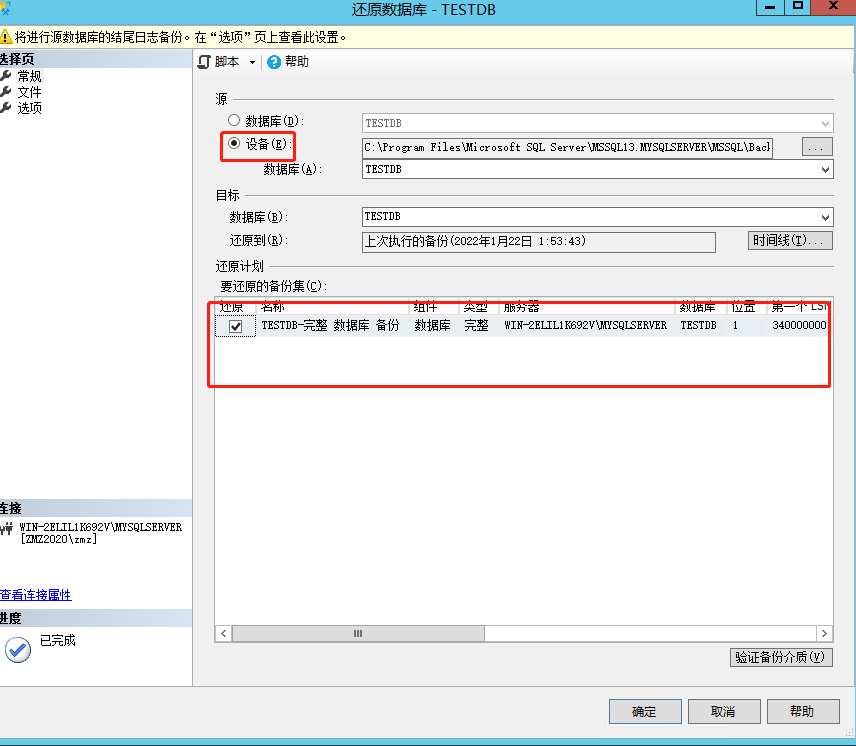 还原数据库 - TESTDB
将进行源数据库的结尾日志备份。在“选项”页上查看此设置。
选择页
常规
文件
选项
脚本 帮助
源
数据库(D): TESTDB
设备(E): C:\Program Files\Microsoft SQL Server\MSSQL13.MYSQLSERVER\MSSQL\Back ...
数据库(A): TESTDB
目标
数据库(B): TESTDB
还原到(R): 上次执行的备份(2022年1月22日 1:53:43) 时间线(T)...
还原计划
要还原的备份集(C):
还原 名称 组件 类型 服务器 数据库 位置 第一个 LSN
TESTDB-完整 数据库 备份 数据库 完整 WIN-2ELIL1K692V\MYSQLSERVER TESTDB 1 340000000
连接
WIN-2ELIL1K692V\MYSQLSERVER
[ZMZ2020\zmz]
查看连接属性
进度
已完成
验证备份介质(V)
确定 取消 帮助